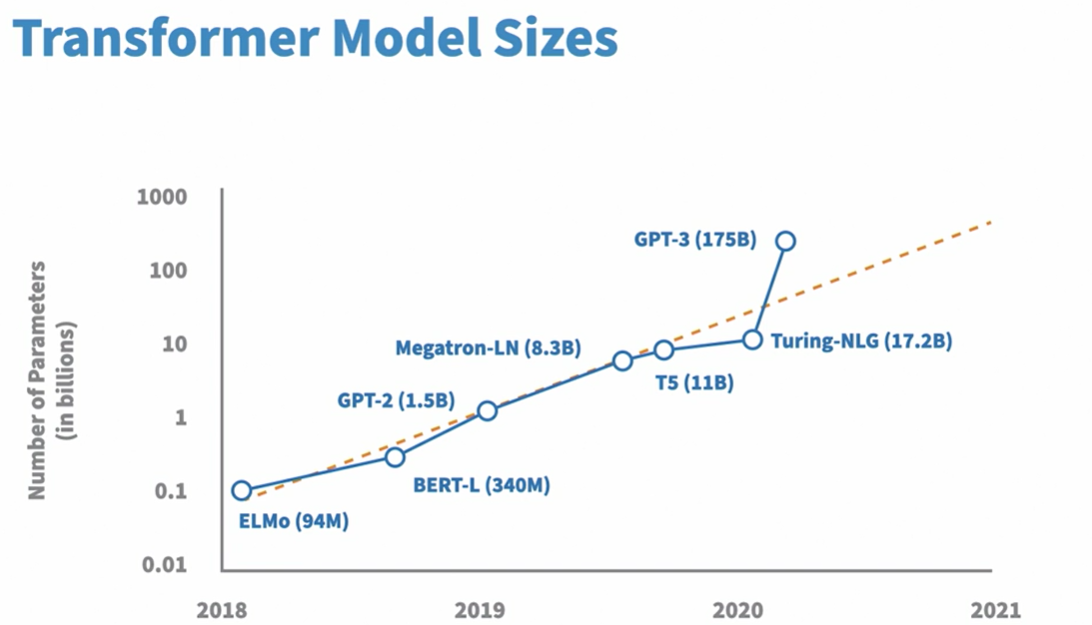 Transformer Model Sizes
Number of Parameters
(in billions)
1000
100
10
1
0.1
0.01
GPT-3 (175B)
Megatron-LN (8.3B)
Turing-NLG (17.2B)
T5 (11B)
GPT-2 (1.5B)
BERT-L (340M)
ELMo (94M)
2018 2019 2020 2021